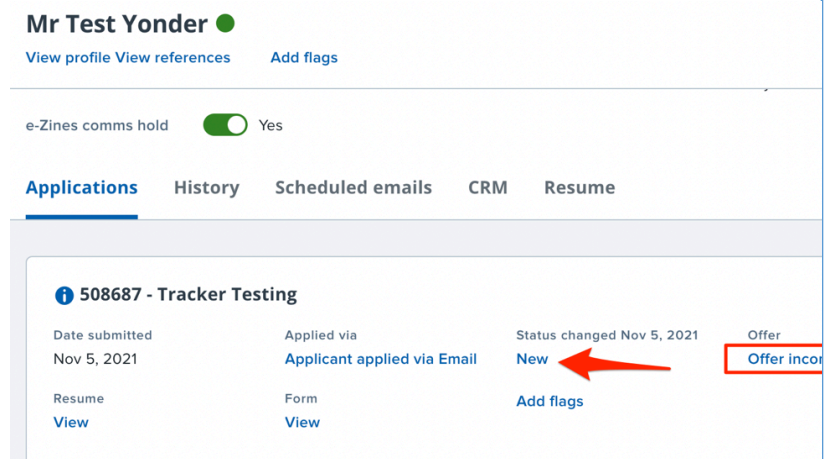 Mr Test Yonder
View profile View references Add flags
e-Zines comms hold Yes
Applications History Scheduled emails CRM Resume
508687 - Tracker Testing
Date submitted Applied via Status changed Nov 5, 2021 Offer
Nov 5, 2021 Applicant applied via Email New Offer
Resume Form Add flags
View View